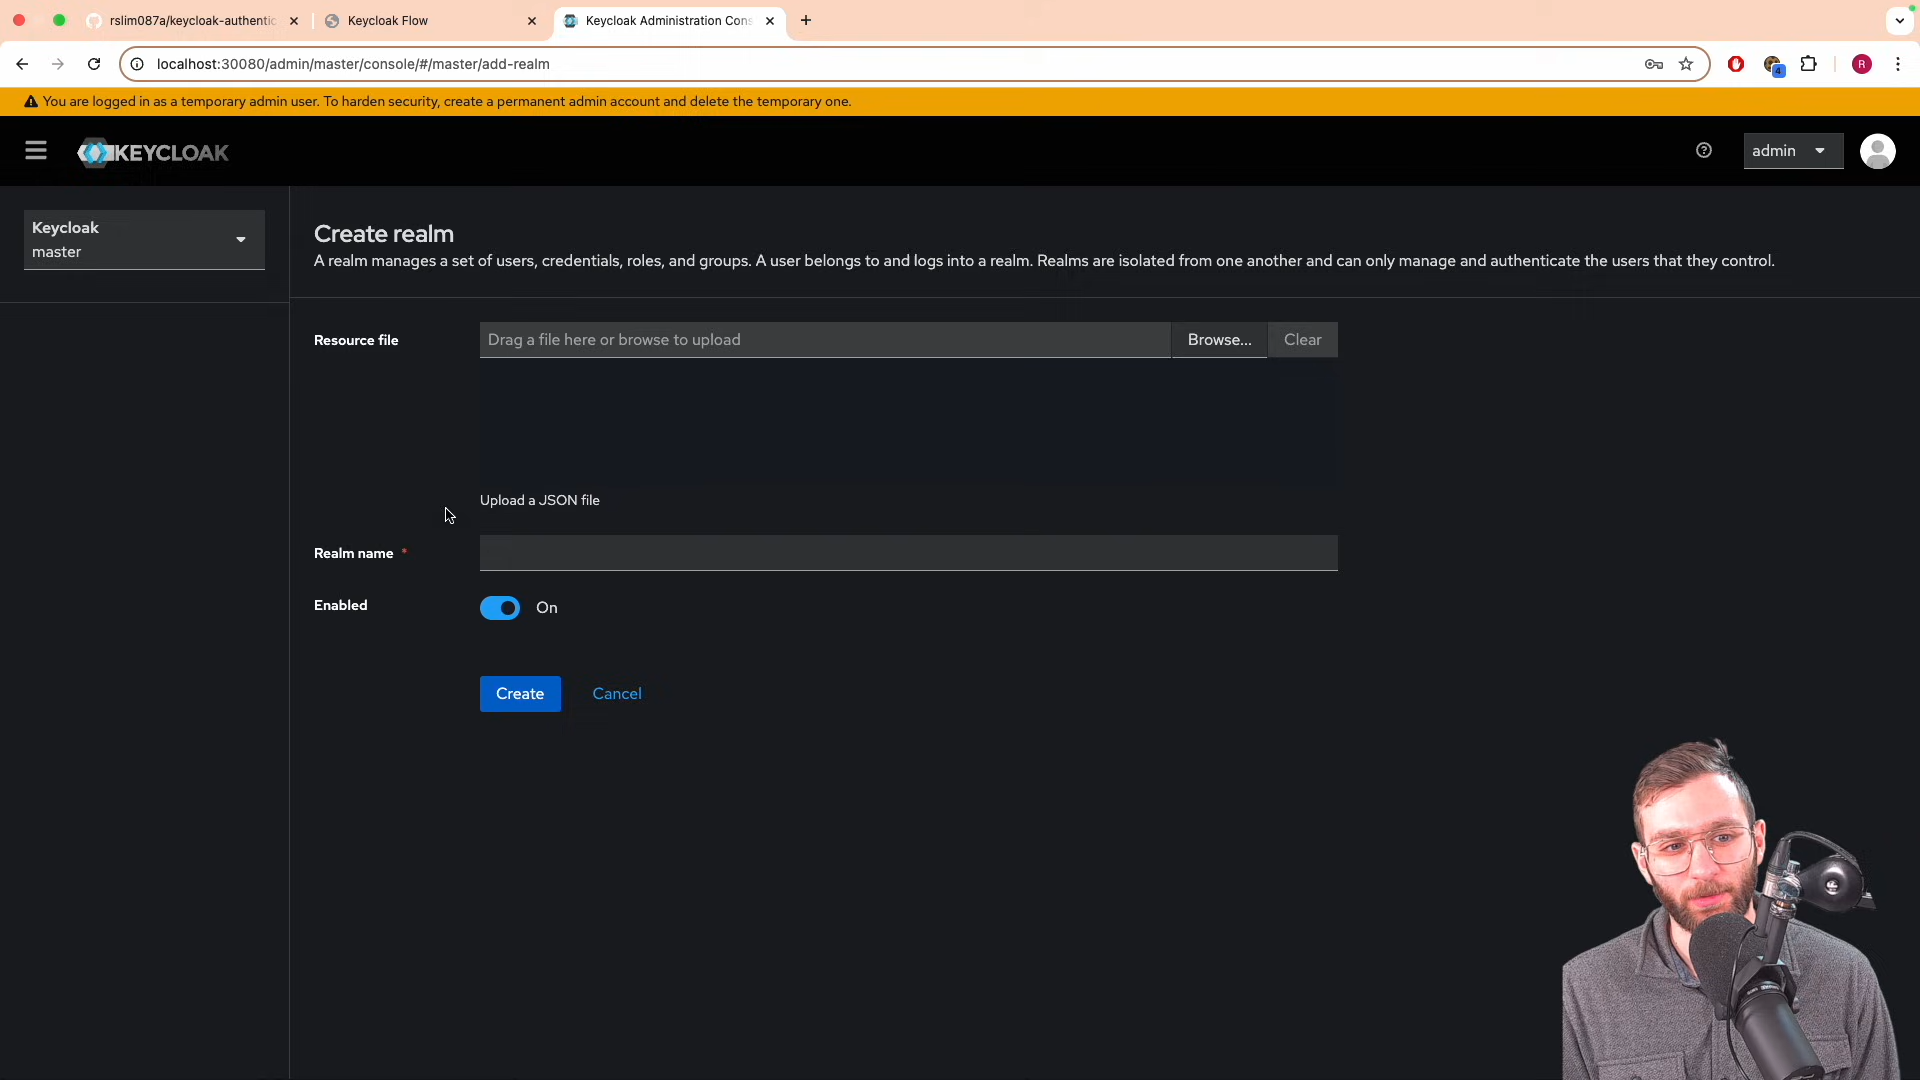 rslim087a/keycloak-authentic
Keycloak Flow
Keycloak Administration Cons
localhost:30080/admin/master/console/#/master/add-realm
4
R
You are logged in as a temporary admin user. To harden security, create a permanent admin account and delete the temporary one.
KEYCLOAK
admin
Keycloak
master
Create realm
A realm manages a set of users, credentials, roles, and groups. A user belongs to and logs into a realm. Realms are isolated from one another and can only manage and authenticate the users that they control.
Resource file
Drag a file here or browse to upload
Browse...
Clear
Upload a JSON file
Realm name *
Enabled
On
Create
Cancel